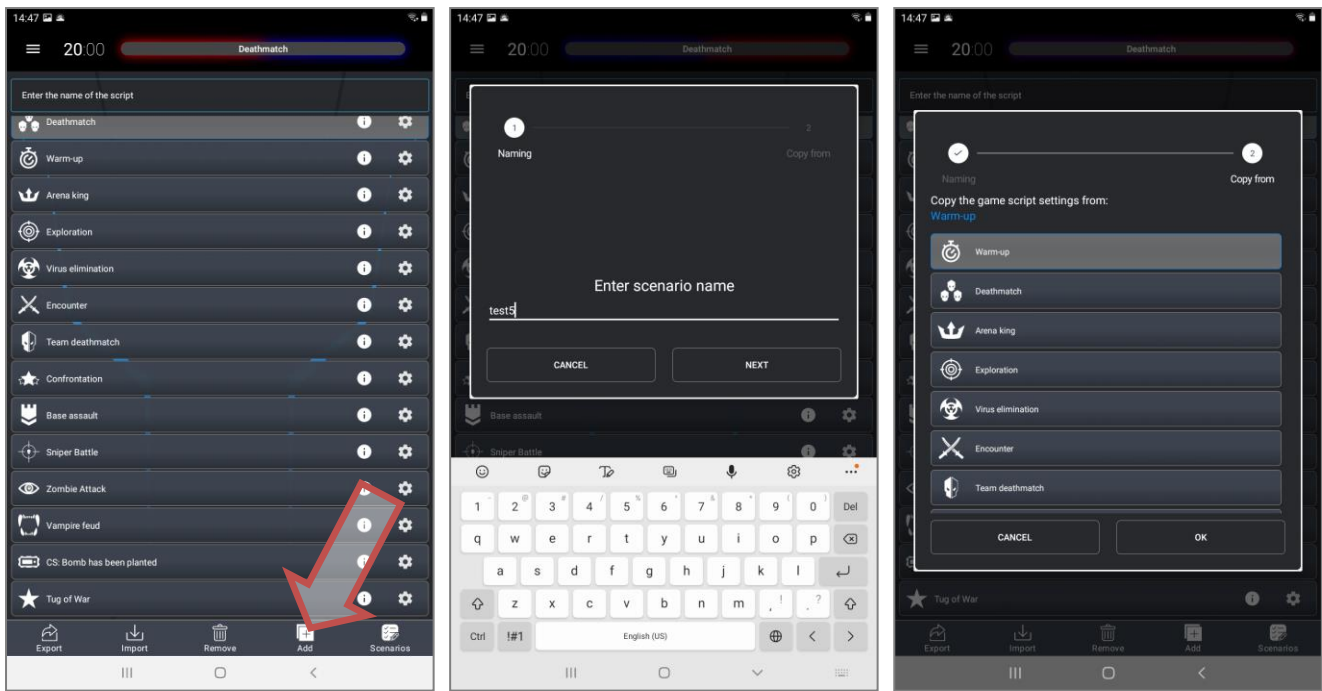 14:47
20:00 Deathmatch
Enter the name of the script
Deathmatch
Warm-up
Arena king
Exploration
Virus elimination
Encounter
Team deathmatch
Confrontation
Base assault
Sniper Battle
Zombie Attack
Vampire feud
CS: Bomb has been planted
Tug of War
Export Import Remove Add Scenarios
14:47
20:00 Deathmatch
1 2
Naming Copy from
Enter scenario name
test5
CANCEL NEXT
Base assault
Sniper Battle
1 2 @ 3 # 4 / 5 % 6 ' 7 & 8 * 9 ( 0 ) Del
q w e r t y u i o p
a s d f g h j k l
z x c v b n m , ! . ?
Ctrl !#1 English (US) < >
14:47
20:00 Deathmatch
Enter the name of the script
2
Naming Copy from
Copy the game script settings from:
Warm-up
Warm-up
Deathmatch
Arena king
Exploration
Virus elimination
Encounter
Team deathmatch
CANCEL OK
Tug of War
Export Import Remove Add Scenarios